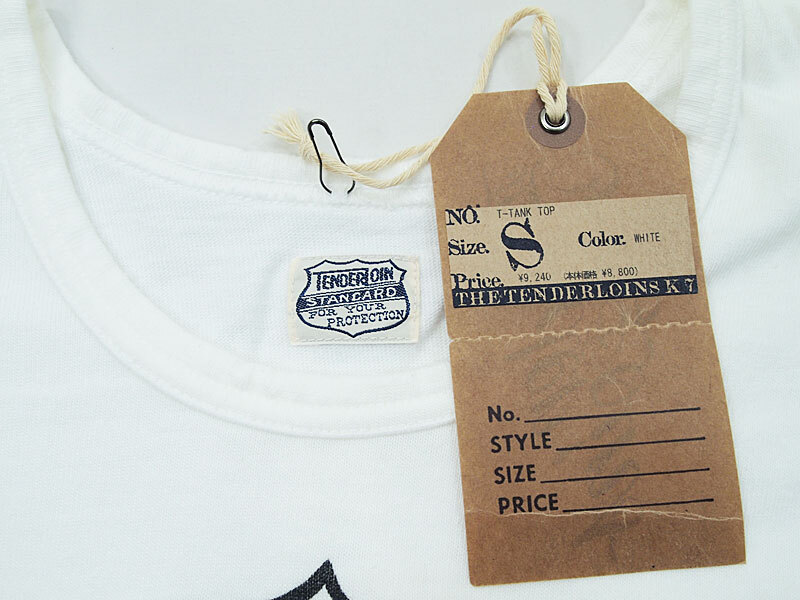 TENDERLOIN
STANDARD
FOR YOUR
PROTECTION
NO. T-TANK TOP
Size. S Color. WHITE
Price. ¥9,240 (本体価格 ¥8,800)
THE TENDERLOINS K 7
No.
STYLE
SIZE
PRICE